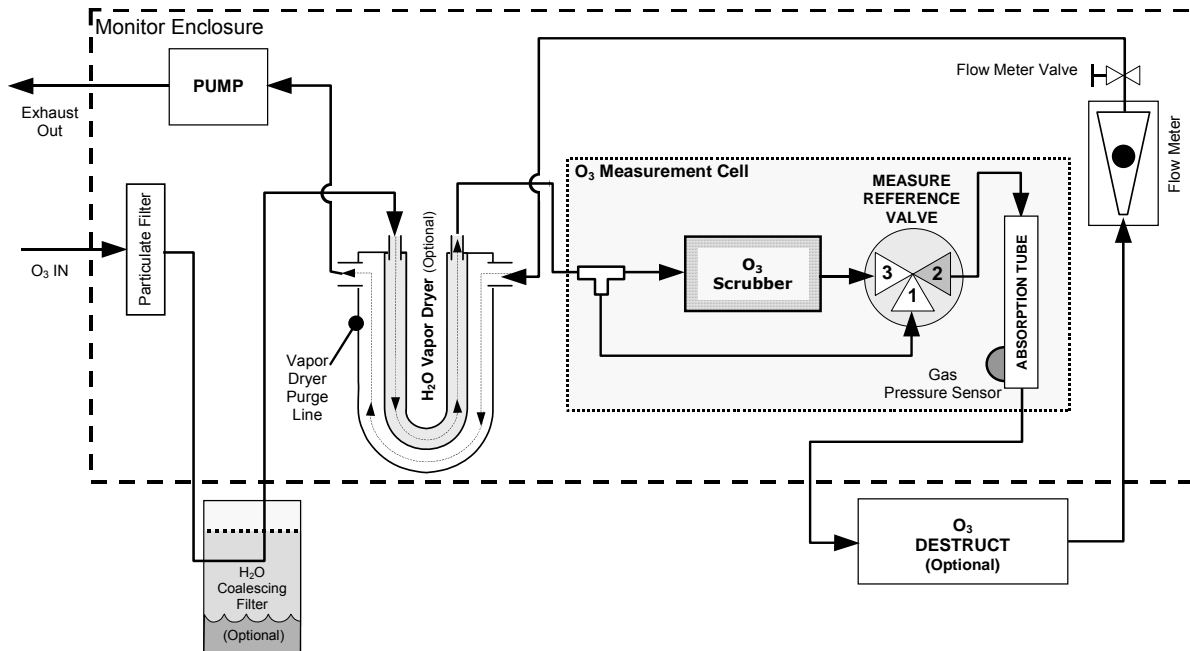 Monitor Enclosure
PUMP
Exhaust
Out
Flow Meter Valve
Flow Meter
O₃ Measurement Cell
MEASURE
REFERENCE
VALVE
Particulate Filter
O₃ IN
H₂O Vapor Dryer (Optional)
O₃
Scrubber
3
2
1
ABSORPTION TUBE
Vapor
Dryer
Purge
Line
Gas
Pressure Sensor
H₂O
Coalescing
Filter
(Optional)
O₃
DESTRUCT
(Optional)